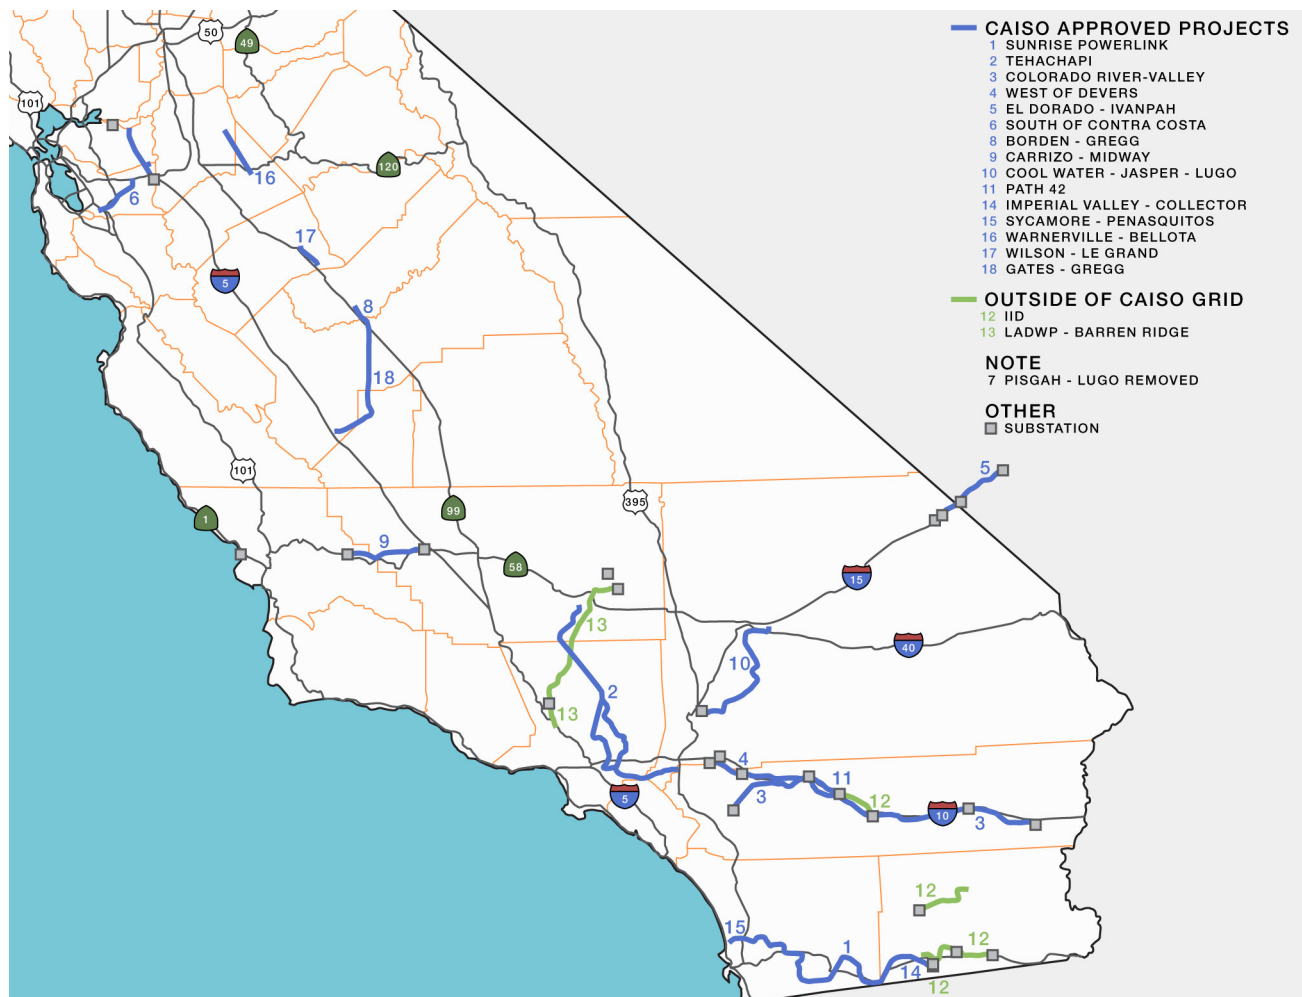 CAISO APPROVED PROJECTS
1 SUNRISE POWERLINK
2 TEHACHAPI
3 COLORADO RIVER-VALLEY
4 WEST OF DEVERS
5 EL DORADO - IVANPAH
6 SOUTH OF CONTRA COSTA
8 BORDEN - GREGG
9 CARRIZO - MIDWAY
10 COOL WATER - JASPER - LUGO
11 PATH 42
14 IMPERIAL VALLEY - COLLECTOR
15 SYCAMORE - PENASQUITOS
16 WARNERVILLE - BELLOTA
17 WILSON - LE GRAND
18 GATES - GREGG
OUTSIDE OF CAISO GRID
12 IID
13 LADWP - BARREN RIDGE
NOTE
7 PISGAH - LUGO REMOVED
OTHER
SUBSTATION
50
49
101
120
16
6
17
5
8
18
101
5
395
1
99
9
58
15
13
40
10
2
13
4
3
11
12
5
10
3
12
15
1
12
14
12